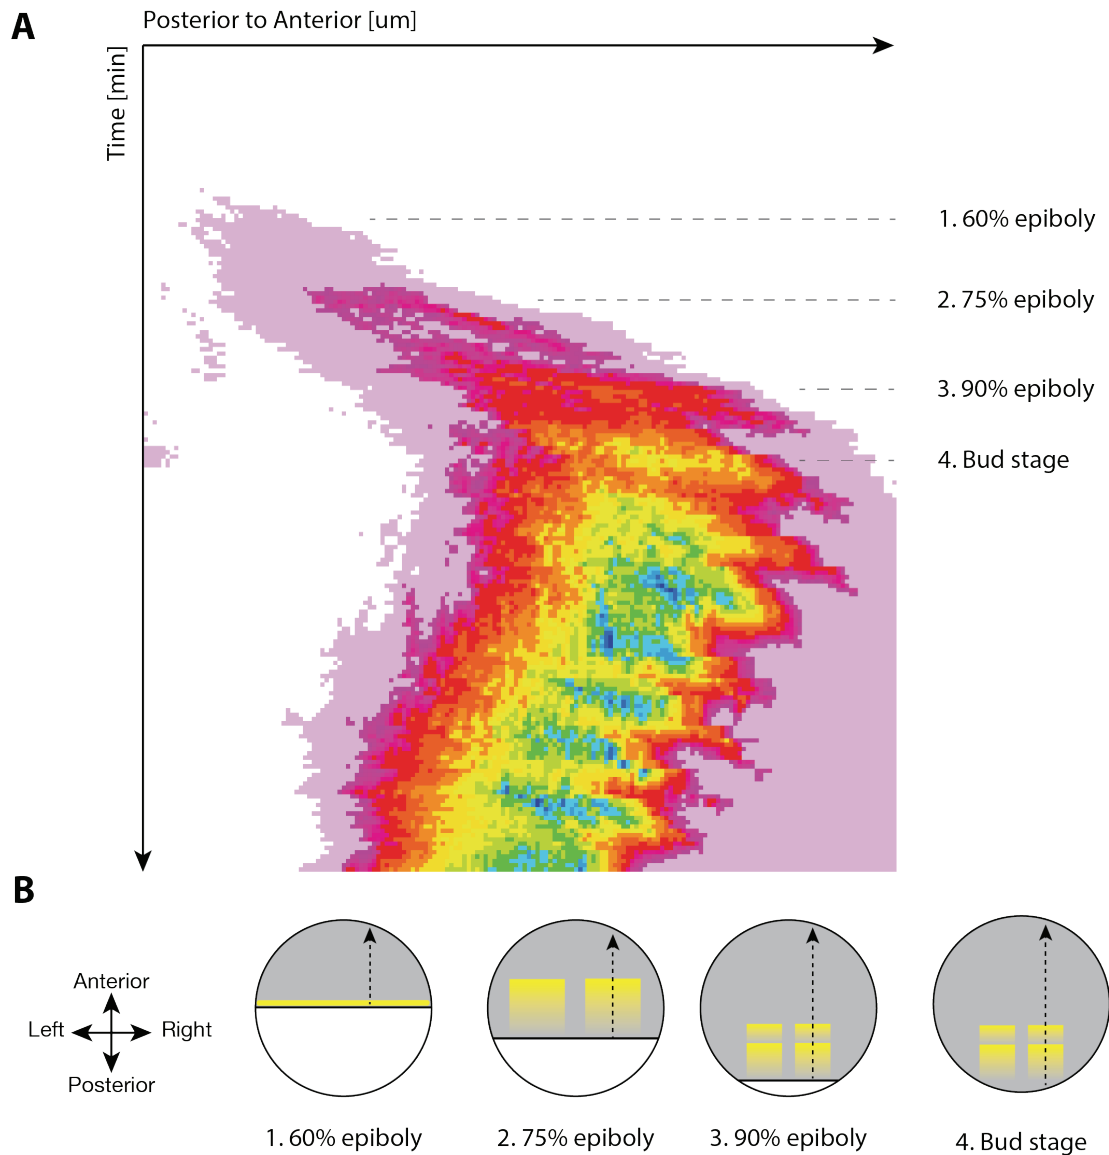 A
Posterior to Anterior [um]
Time [min]
1. 60% epiboly
2. 75% epiboly
3. 90% epiboly
4. Bud stage
B
Anterior
Left
Right
Posterior
1. 60% epiboly
2. 75% epiboly
3. 90% epiboly
4. Bud stage